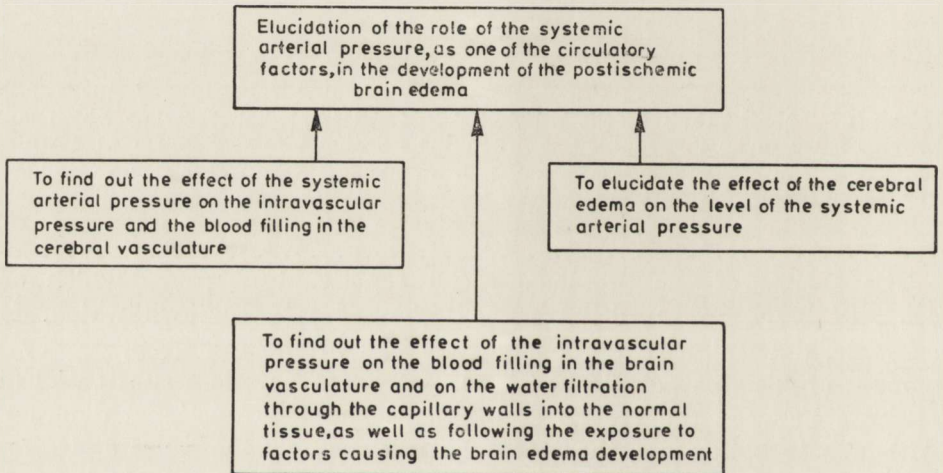 Elucidation of the role of the systemic
arterial pressure, as one of the circulatory
factors, in the development of the postischemic
brain edema
To find out the effect of the systemic
arterial pressure on the intravascular
pressure and the blood filling in the
cerebral vasculature
To elucidate the effect of the cerebral
edema on the level of the systemic
arterial pressure
To find out the effect of the intravascular
pressure on the blood filling in the brain
vasculature and on the water filtration
through the capillary walls into the normal
tissue, as well as following the exposure to
factors causing the brain edema development